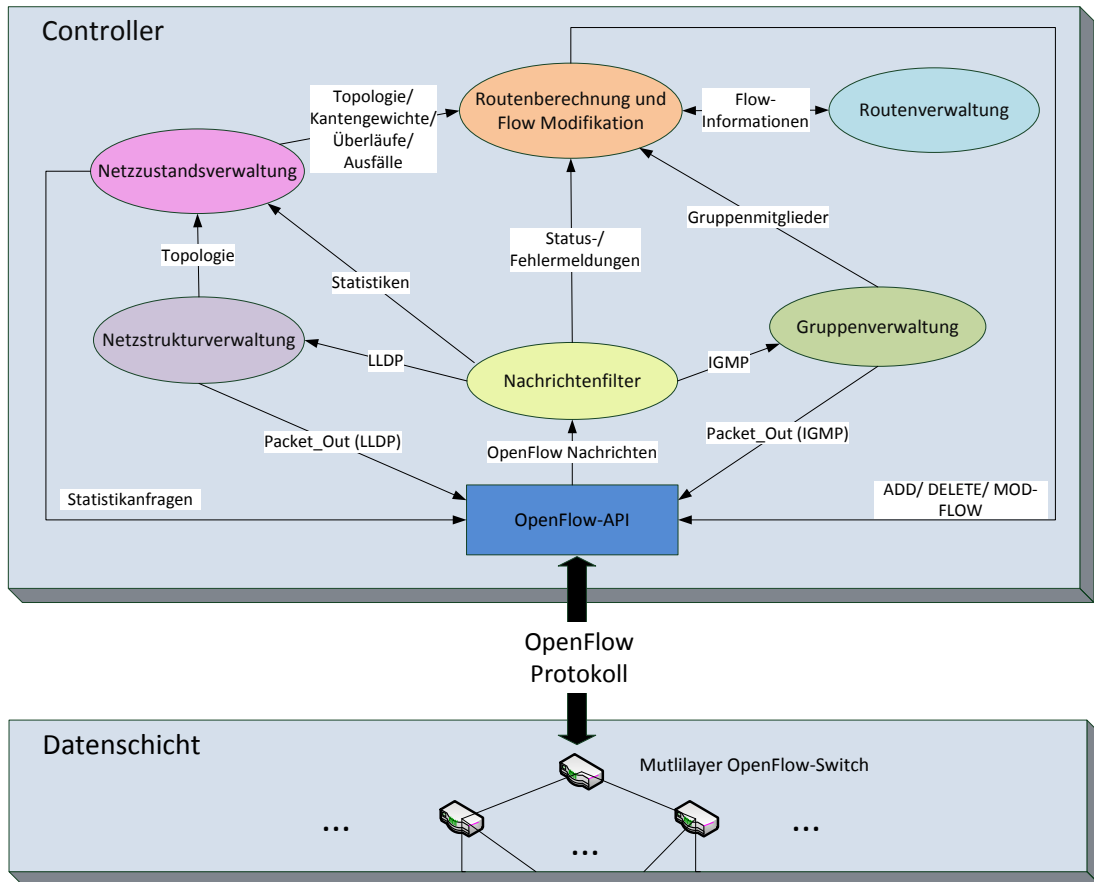 Controller
Topologie/
Kantengewichte/
Überläufe/
Ausfälle
Routenberechnung und
Flow Modifikation
Flow-
Informationen
Routenverwaltung
Netzzustandsverwaltung
Gruppenmitglieder
Status-/
Fehlermeldungen
Topologie
Statistiken
Netzstrukturverwaltung
Gruppenverwaltung
LLDP
IGMP
Nachrichtenfilter
Packet_Out (LLDP)
Packet_Out (IGMP)
OpenFlow Nachrichten
Statistikanfragen
ADD/ DELETE/ MOD-
FLOW
OpenFlow-API
OpenFlow
Protokoll
Datenschicht
Mutlilayer OpenFlow-Switch
...
...
...